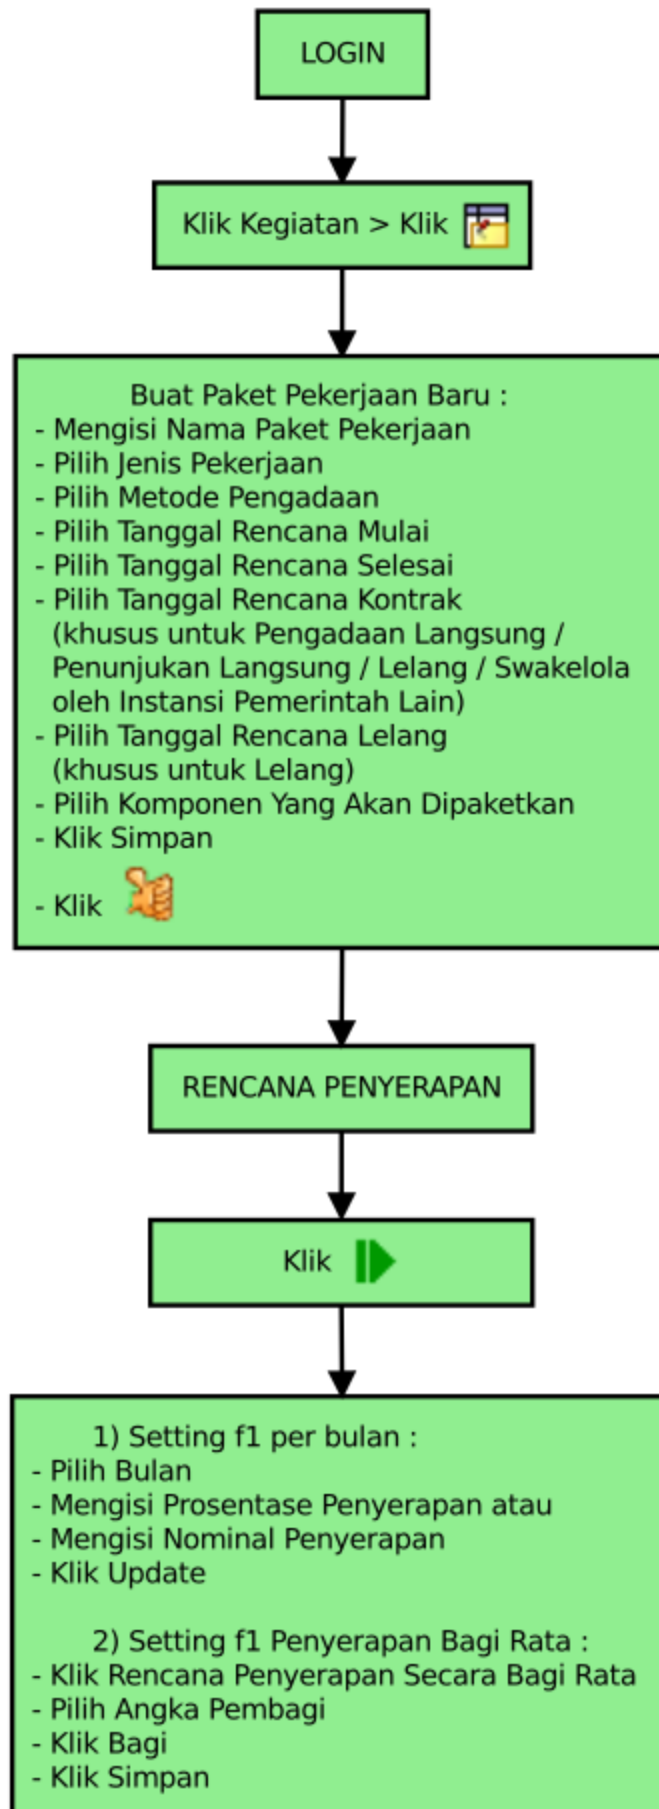 LOGIN
Klik Kegiatan > Klik
Buat Paket Pekerjaan Baru :
- Mengisi Nama Paket Pekerjaan
- Pilih Jenis Pekerjaan
- Pilih Metode Pengadaan
- Pilih Tanggal Rencana Mulai
- Pilih Tanggal Rencana Selesai
- Pilih Tanggal Rencana Kontrak
(khusus untuk Pengadaan Langsung /
Penunjukan Langsung / Lelang / Swakelola
oleh Instansi Pemerintah Lain)
- Pilih Tanggal Rencana Lelang
(khusus untuk Lelang)
- Pilih Komponen Yang Akan Dipaketkan
- Klik Simpan
- Klik
RENCANA PENYERAPAN
Klik
1) Setting f1 per bulan :
- Pilih Bulan
- Mengisi Prosentase Penyerapan atau
- Mengisi Nominal Penyerapan
- Klik Update
2) Setting f1 Penyerapan Bagi Rata :
- Klik Rencana Penyerapan Secara Bagi Rata
- Pilih Angka Pembagi
- Klik Bagi
- Klik Simpan